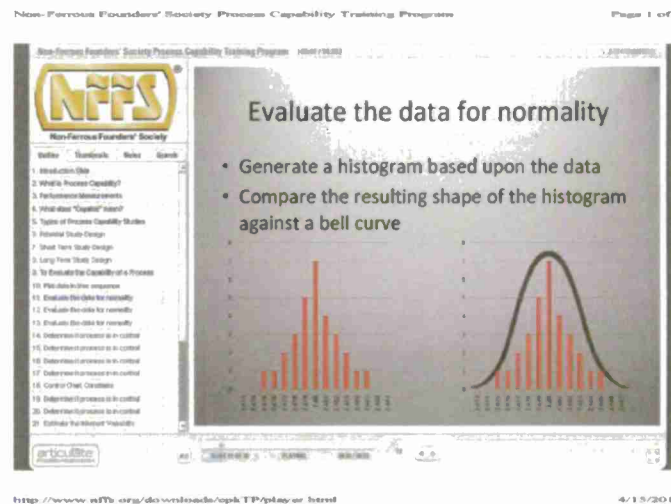 Non-Ferrous Founders' Society Process Capability Training Program
Page 1 of
Non-Ferrous Founders' Society Process Capability Training Program
NFFS
Non-Ferrous Founders' Society
Outline Thumbnails Notes Search
1. Introduction Slide
2. What is Process Capability?
3. Performance Measurements
4. What does "Capable" mean?
5. Types of Process Capability Studies
6. Potential Study Design
7. Short Term Study Design
8. Long Term Study Design
9. To Evaluate the Capability of a Process
10. Plot data in time sequence
11. Evaluate the data for normality
12. Evaluate the data for normality
13. Evaluate the data for normality
14. Determine if process is in control
15. Determine if process is in control
16. Determine if process is in control
17. Determine if process is in control
18. Control Chart Constants
19. Determine if process is in control
20. Determine if process is in control
21. Estimate the inherent Variability
Evaluate the data for normality
• Generate a histogram based upon the data
• Compare the resulting shape of the histogram
against a bell curve
articulate
http://www.nffs.org/downloads/cpkTP/player.html
4/15/201